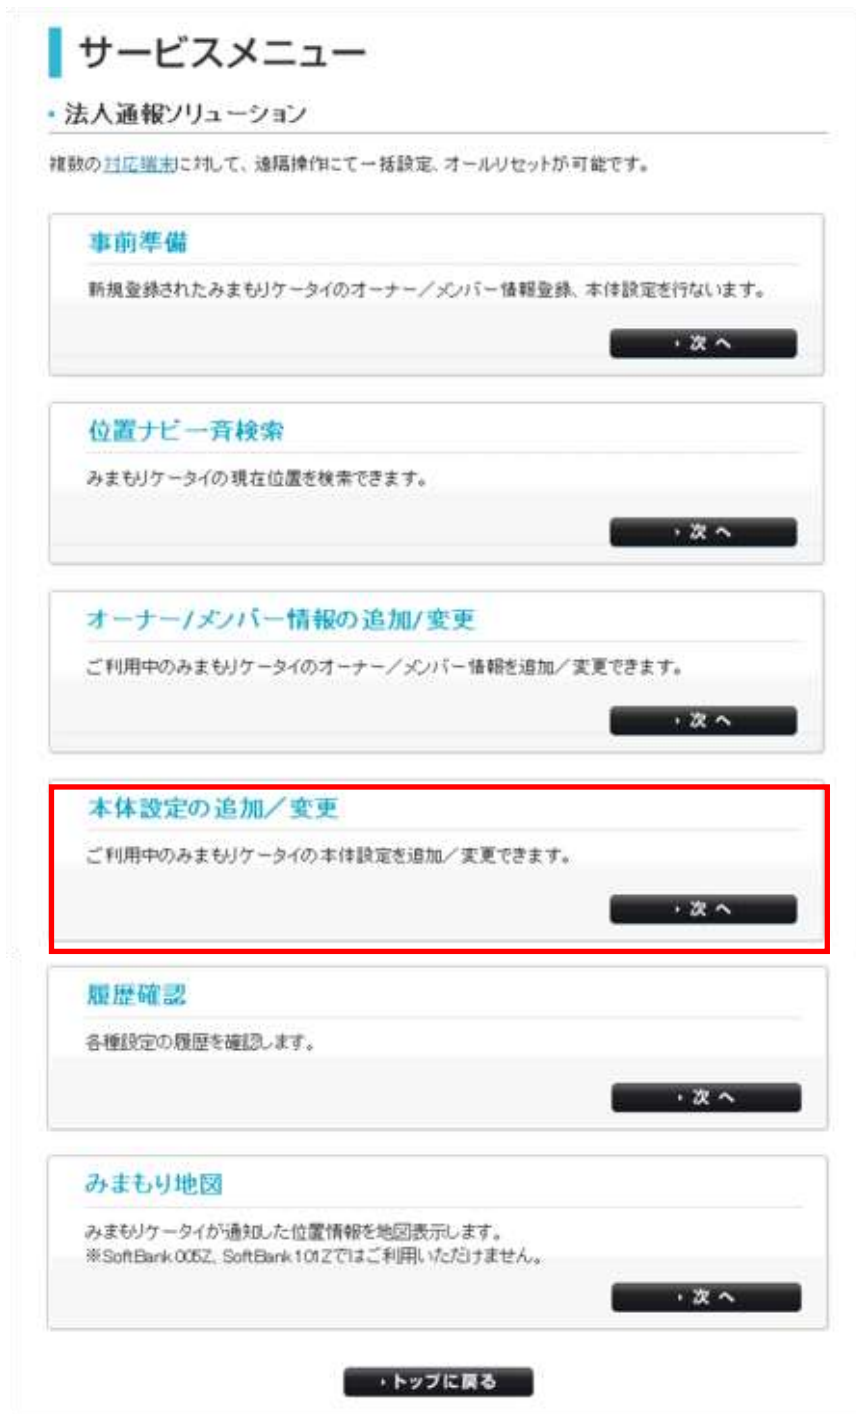 サービスメニュー
・法人通報ソリューション
複数の対応端末に対して、遠隔操作にて一括設定、オールリセットが可能です。
事前準備
新規登録されたみまもりケータイのオーナー／メンバー情報登録、本体設定を行ないます。
次へ
位置ナビ一斉検索
みまもりケータイの現在位置を検索できます。
次へ
オーナー/メンバー情報の追加/変更
ご利用中のみまもりケータイのオーナー／メンバー情報を追加／変更できます。
次へ
本体設定の追加／変更
ご利用中のみまもりケータイの本体設定を追加／変更できます。
次へ
履歴確認
各種設定の履歴を確認します。
次へ
みまもり地図
みまもりケータイが通知した位置情報を地図表示します。
※SoftBank 005Z, SoftBank 101Zではご利用いただけません。
次へ
トップに戻る